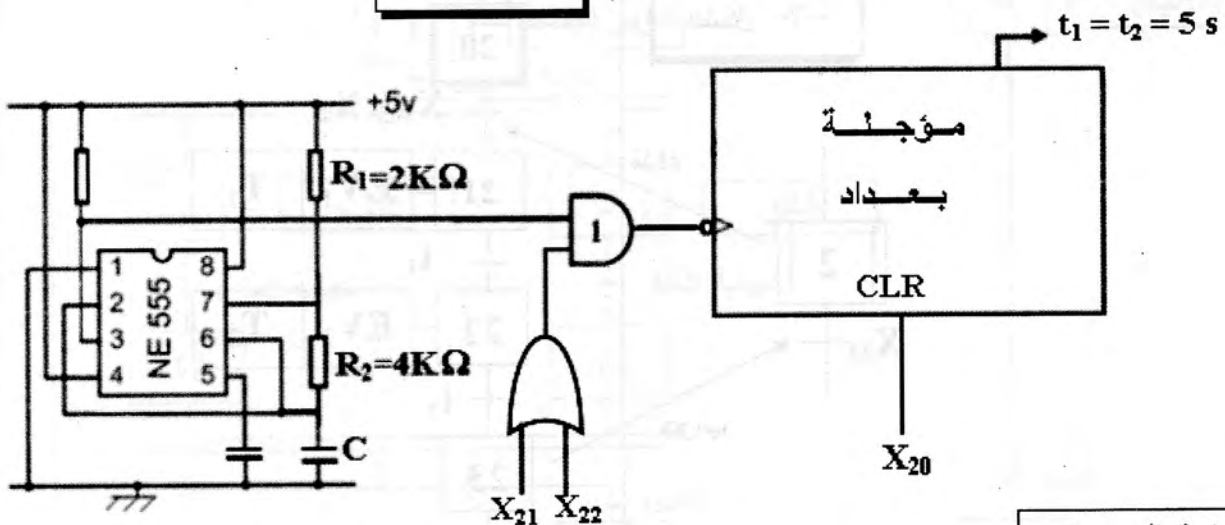 t₁ = t₂ = 5 s
+5v
مؤجلة
بعداد
R₁=2KΩ
1
1
8
2
7
3
6
4
5
NE 555
CLR
R₂=4KΩ
C
X₂₀
X₂₁
X₂₂